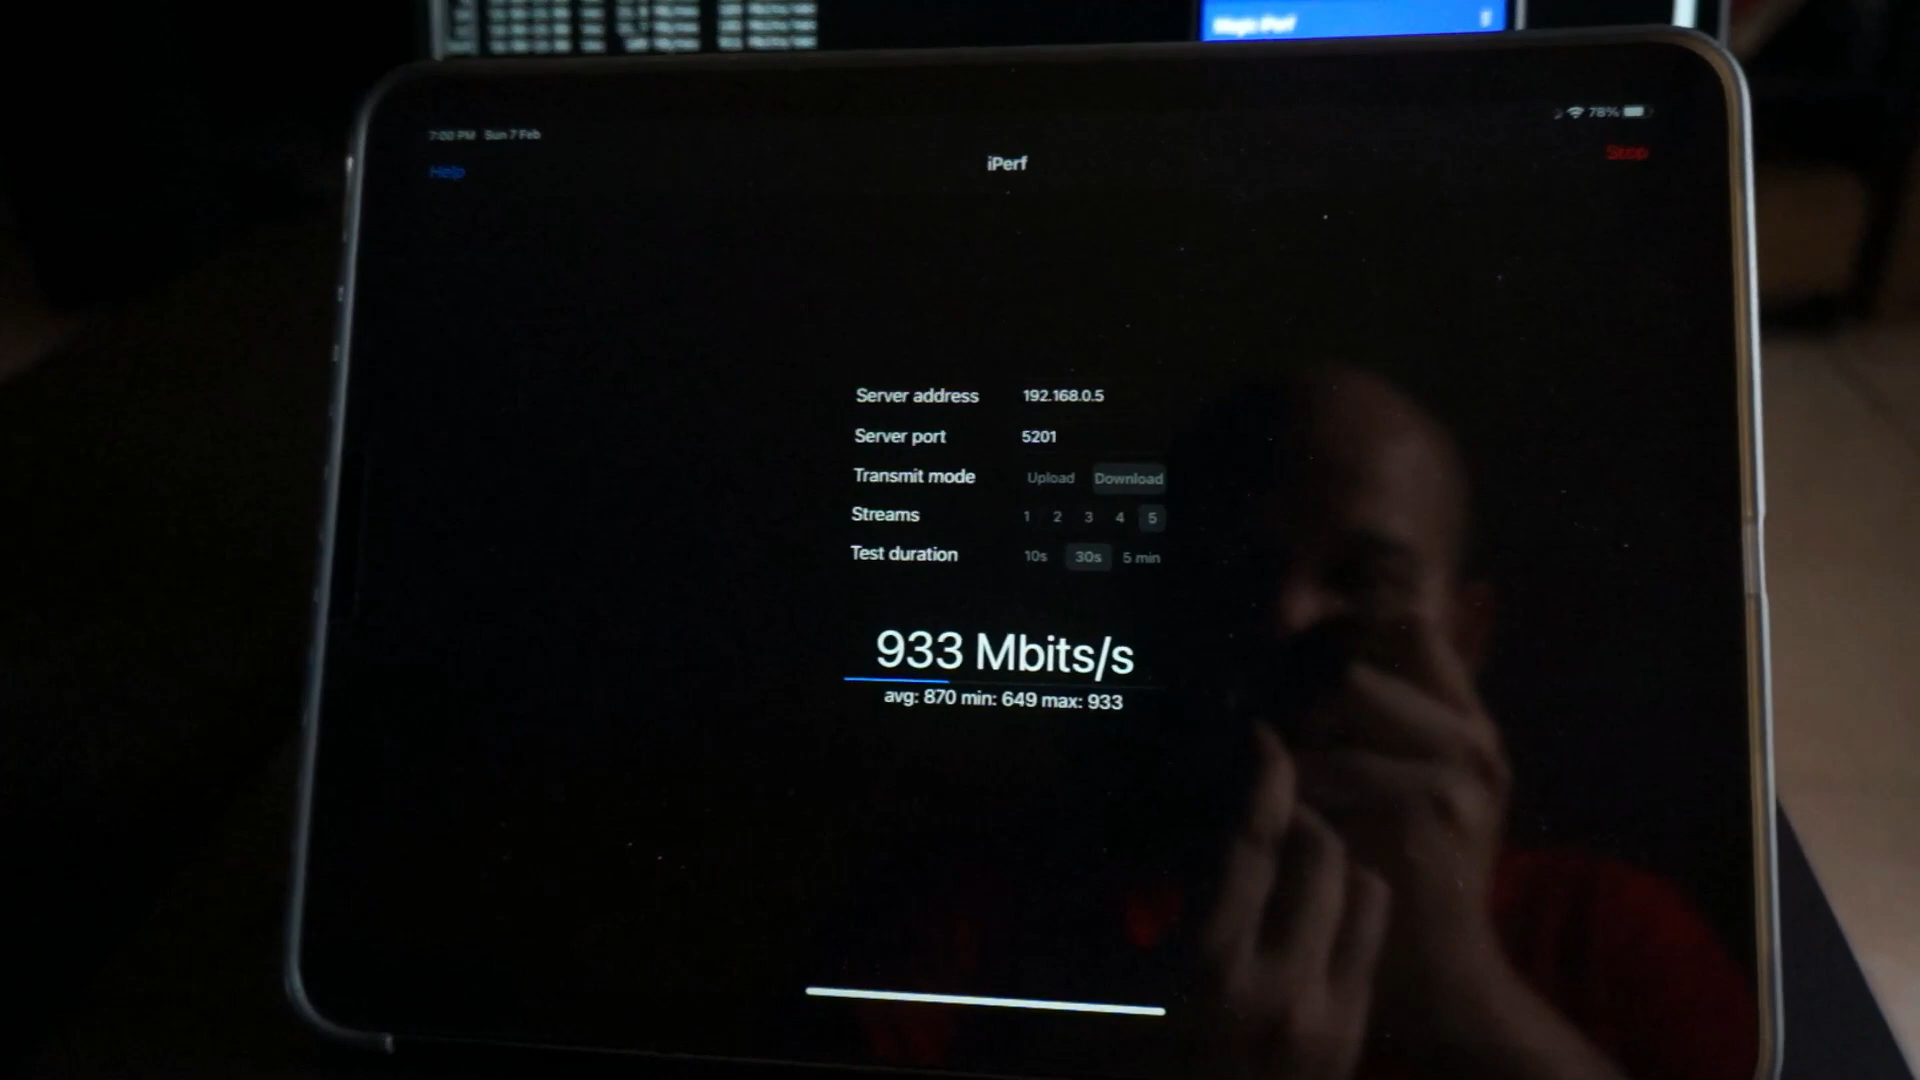 7:00 PM Sun 7 Feb
78%
Help
iPerf
Stop
Server address 192.168.0.5
Server port 5201
Transmit mode Upload Download
Streams 1 2 3 4 5
Test duration 10s 30s 5 min
933 Mbits/s
avg: 870 min: 649 max: 933